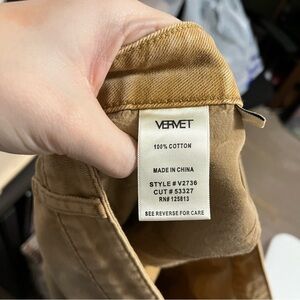 VERVET
100% COTTON
MADE IN CHINA
STYLE # V2736
CUT # 53327
RN# 125813
SEE REVERSE FOR CARE